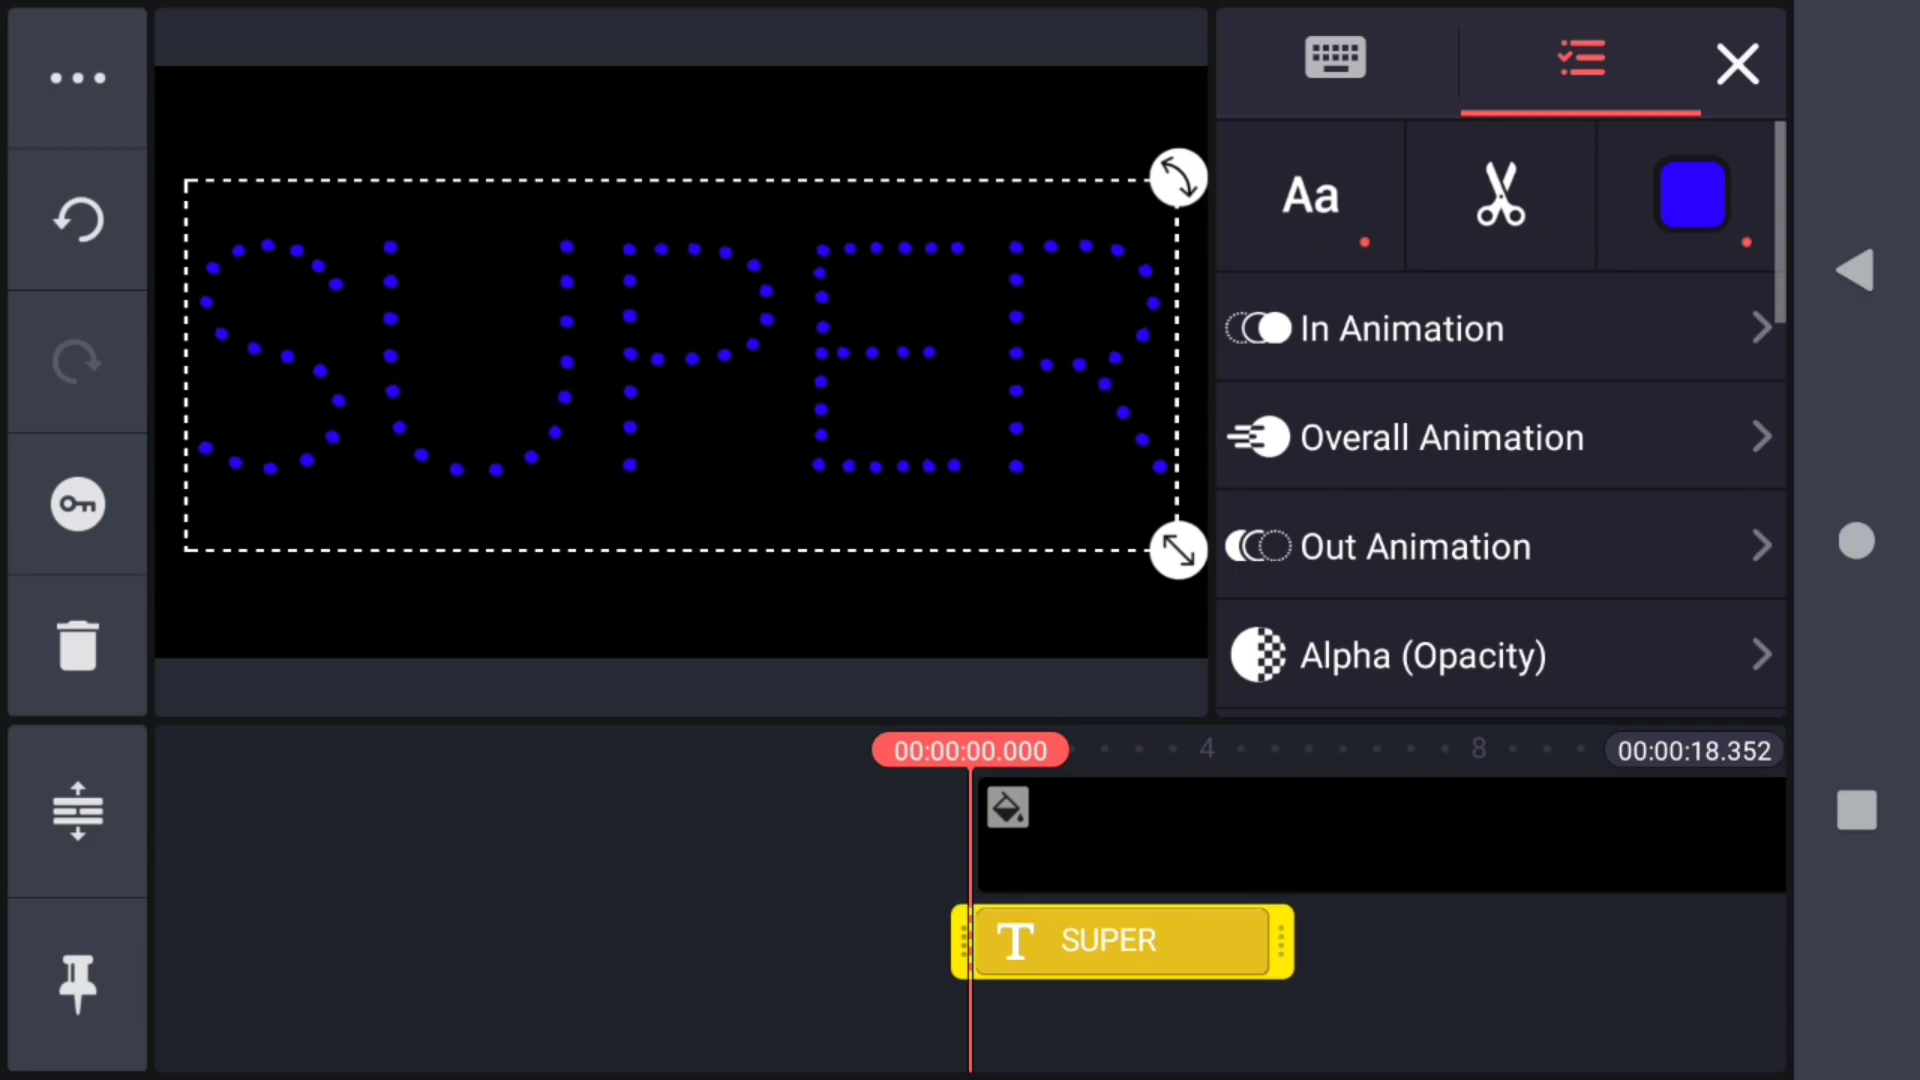 SUPER
Aa
In Animation
Overall Animation
Out Animation
Alpha (Opacity)
00:00:00.000
4
8
00:00:18.352
T SUPER